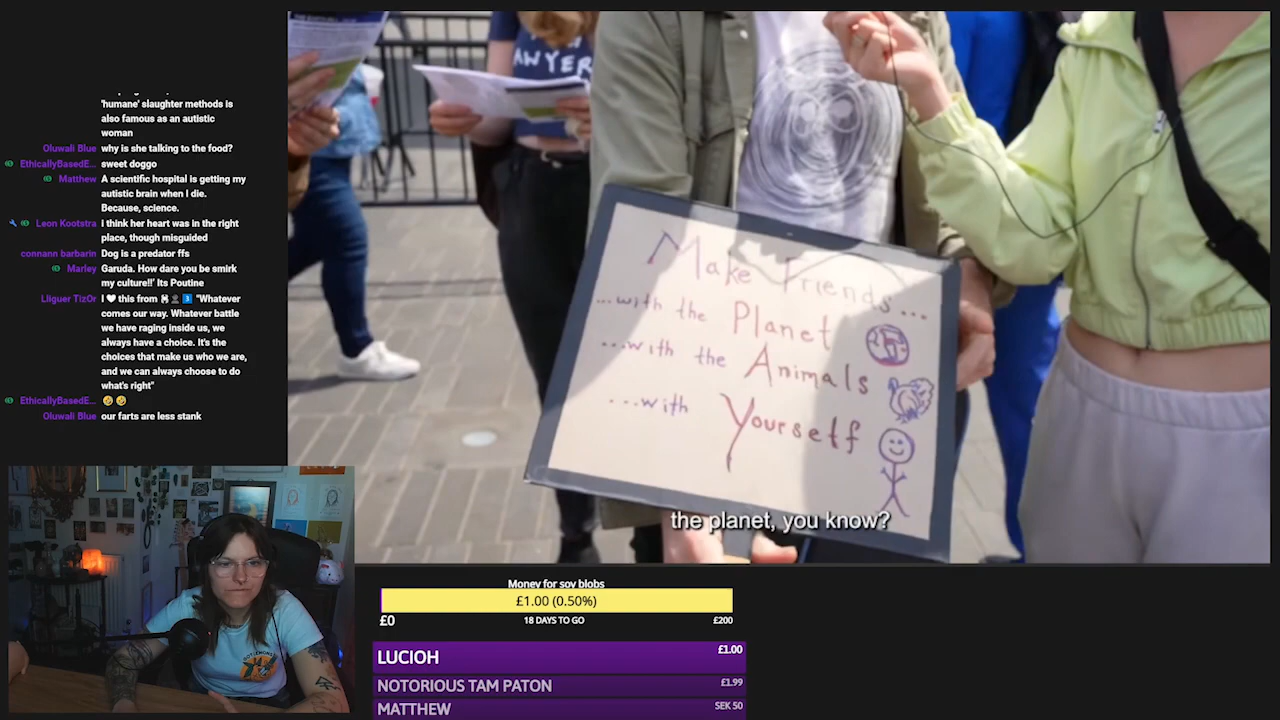 'humane' slaughter methods is
also famous as an autistic
woman
Oluwali Blue why is she talking to the food?
EthicallyBasedE... sweet doggo
Matthew A scientific hospital is getting my
autistic brain when I die.
Because, science.
Leon Kootstra I think her heart was in the right
place, though misguided
connann barbarin Dog is a predator ffs
Marley Garuda. How dare you be smirk
my culture!!' Its Poutine
Lliguer TizOr I ❤ this from 3 "Whatever
comes our way. Whatever battle
we have raging inside us, we
always have a choice. It's the
choices that make us who we are,
and we can always choose to do
what's right"
EthicallyBasedE... 🤣🤣
Oluwali Blue our farts are less stank
AWYER
Make Friends...
...with the Planet
...with the Animals
...with Yourself
the planet, you know?
Money for soy blobs
£1.00 (0.50%)
£0 18 DAYS TO GO £200
LUCIOH £1.00
NOTORIOUS TAM PATON £1.99
MATTHEW SEK 50